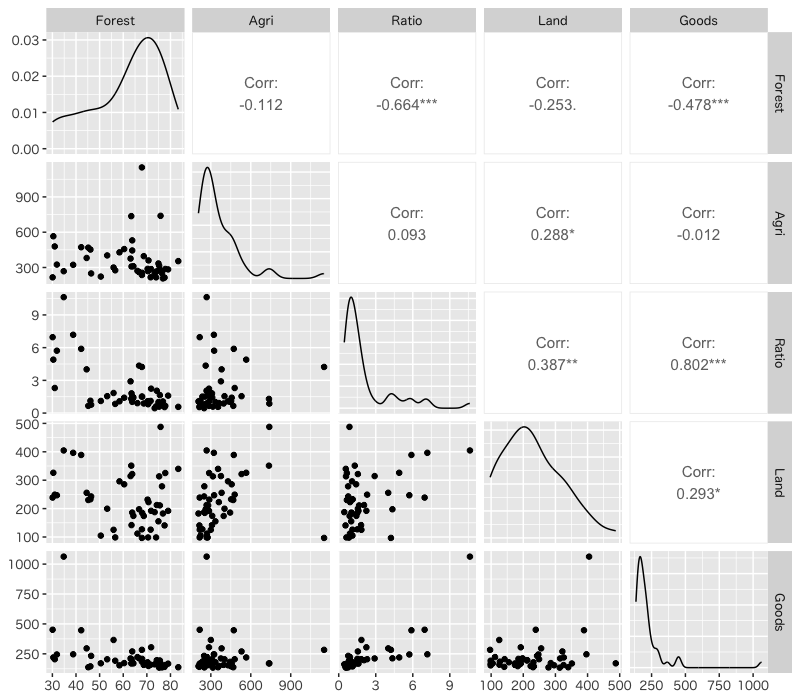 Forest Agri Ratio Land Goods
0.03
0.02
0.01
0.00
Corr:
-0.112
Corr:
-0.664***
Corr:
-0.253.
Corr:
-0.478***
Forest
900
600
300
Corr:
0.093
Corr:
0.288*
Corr:
-0.012
Agri
9
6
3
0
Corr:
0.387**
Corr:
0.802***
Ratio
500
400
300
200
100
Corr:
0.293*
Land
1000
750
500
250
Goods
30 40 50 60 70 80 300 600 900 0 3 6 9 100 200 300 400 500 250 500 750 1000